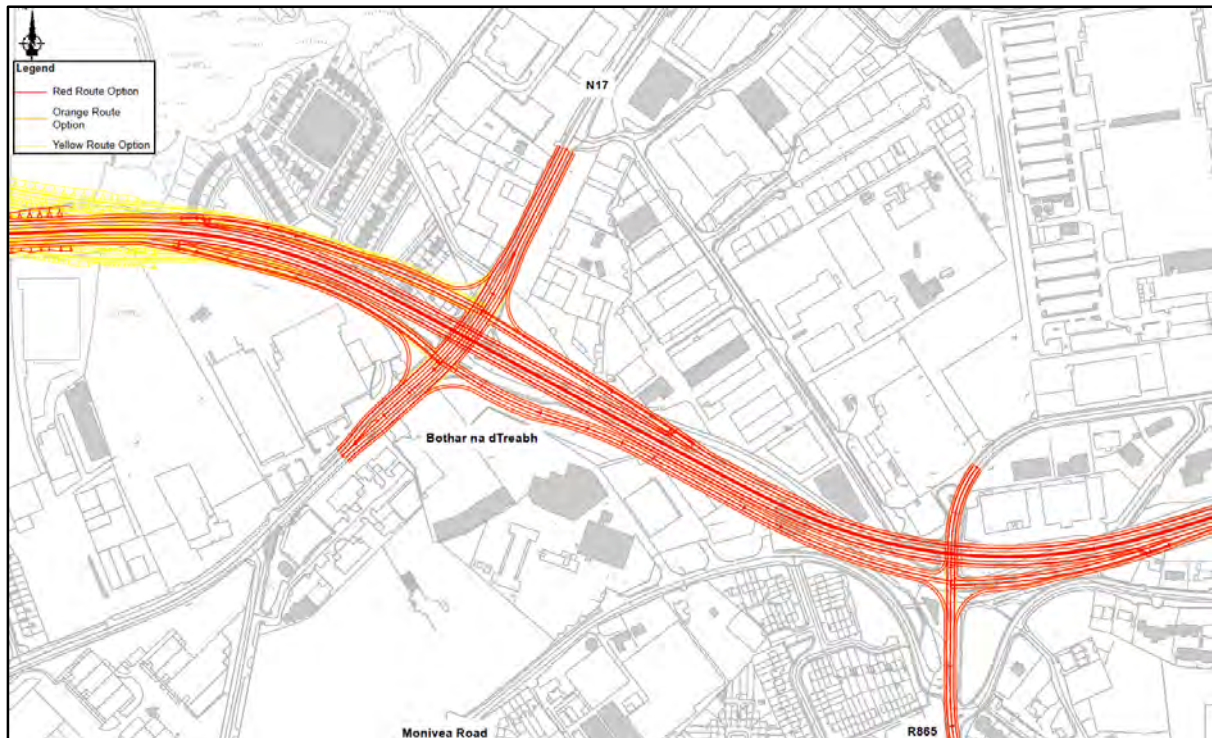 Legend
Red Route Option
Orange Route
Option
Yellow Route Option
N17
Bothar na dTreabh
Monivea Road
R865